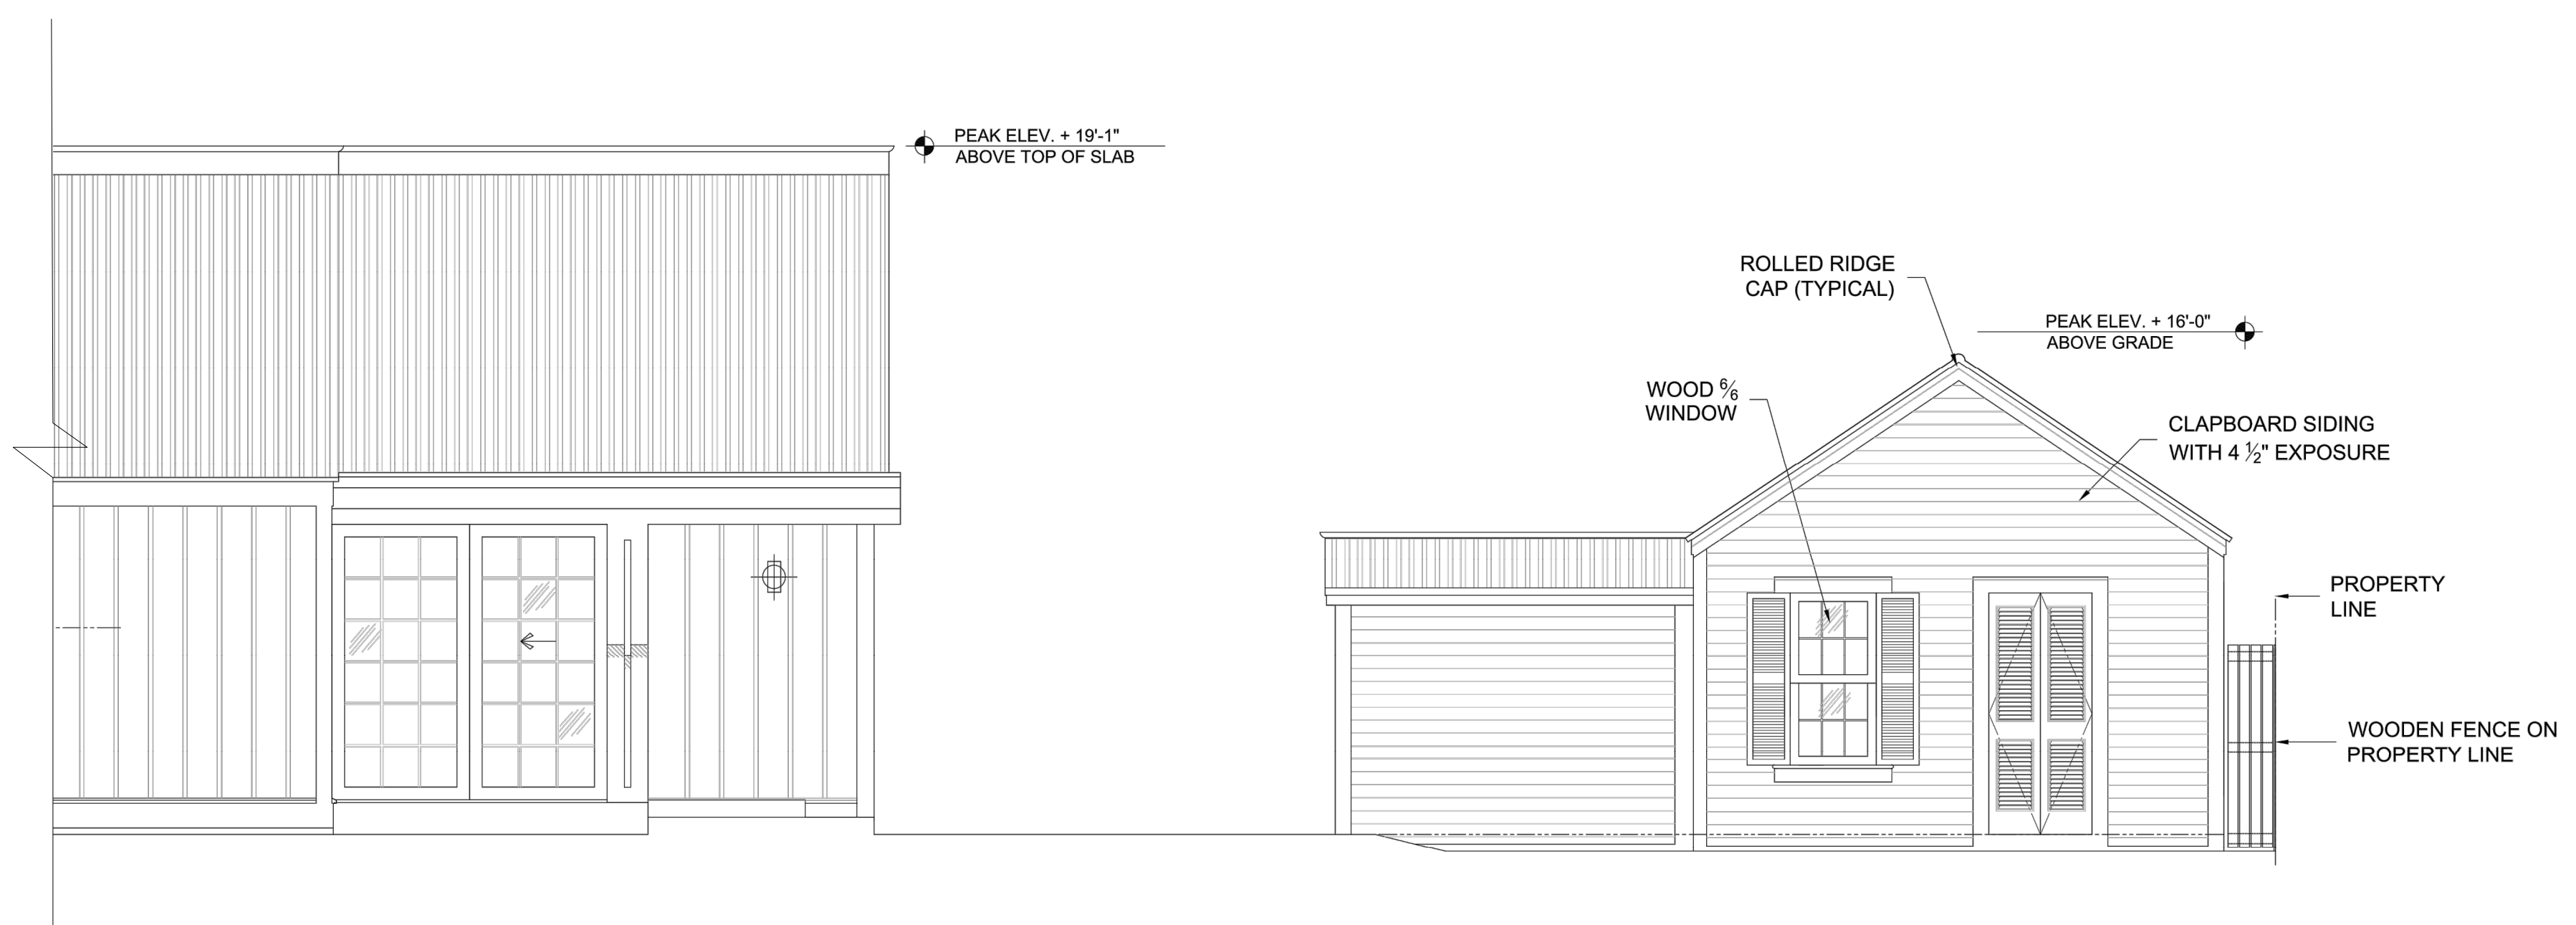 PEAK ELEV. + 19'-1"
ABOVE TOP OF SLAB
ROLLED RIDGE
CAP (TYPICAL)
PEAK ELEV. + 16'-0"
ABOVE GRADE
WOOD 6/6
WINDOW
CLAPBOARD SIDING
WITH 4 1/2" EXPOSURE
PROPERTY
LINE
WOODEN FENCE ON
PROPERTY LINE